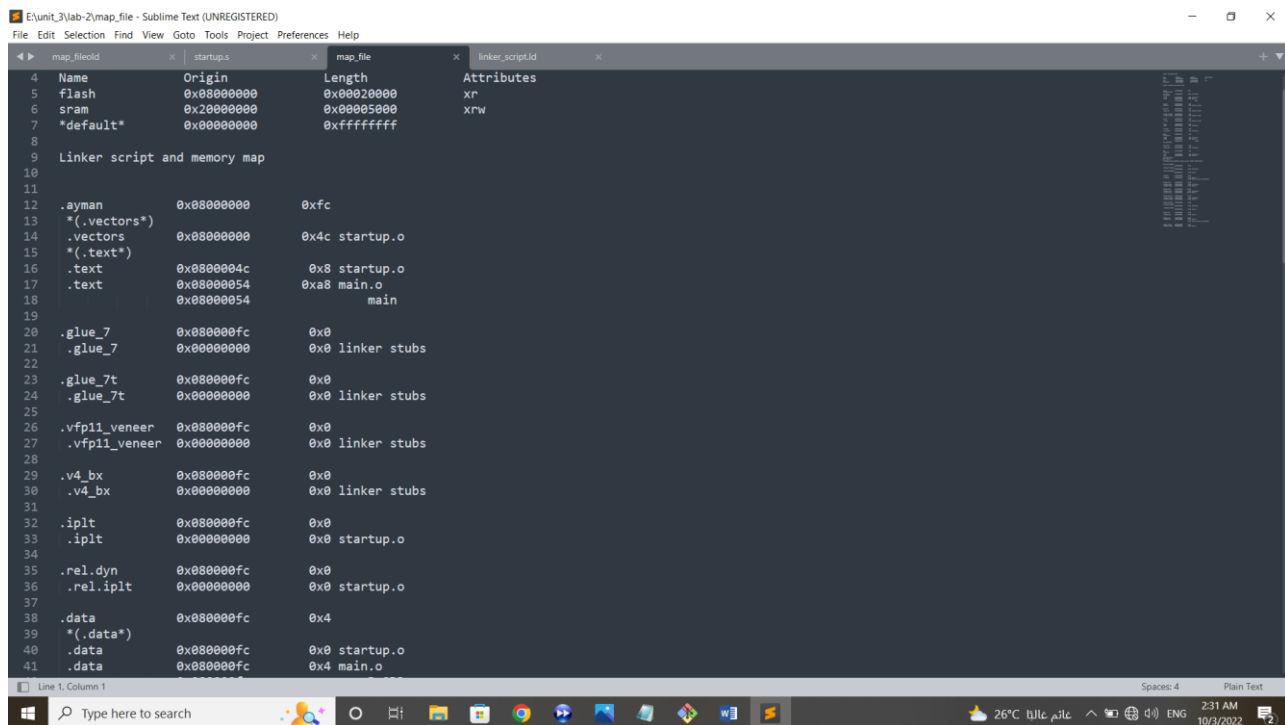 E:\unit_3\lab-2\map_file - Sublime Text (UNREGISTERED)
File Edit Selection Find View Goto Tools Project Preferences Help
map_fileold startup.s map_file linker_script.ld
4 Name Origin Length Attributes
5 flash 0x08000000 0x00020000 xr
6 sram 0x20000000 0x00005000 xrw
7 *default* 0x00000000 0xffffffff
8
9 Linker script and memory map
10
11
12 .ayman 0x08000000 0xfc
13 *(.vectors*)
14 .vectors 0x08000000 0x4c startup.o
15 *(.text*)
16 .text 0x0800004c 0x8 startup.o
17 .text 0x08000054 0xa8 main.o
18 0x08000054 main
19
20 .glue_7 0x080000fc 0x0
21 .glue_7 0x00000000 0x0 linker stubs
22
23 .glue_7t 0x080000fc 0x0
24 .glue_7t 0x00000000 0x0 linker stubs
25
26 .vfp11_veneer 0x080000fc 0x0
27 .vfp11_veneer 0x00000000 0x0 linker stubs
28
29 .v4_bx 0x080000fc 0x0
30 .v4_bx 0x00000000 0x0 linker stubs
31
32 .iplt 0x080000fc 0x0
33 .iplt 0x00000000 0x0 startup.o
34
35 .rel.dyn 0x080000fc 0x0
36 .rel.iplt 0x00000000 0x0 startup.o
37
38 .data 0x080000fc 0x4
39 *(.data*)
40 .data 0x080000fc 0x0 startup.o
41 .data 0x080000fc 0x4 main.o
Line 1, Column 1 Spaces: 4 Plain Text
Type here to search 26°C غائم غالبًا ENG 2:31 AM
10/3/2022